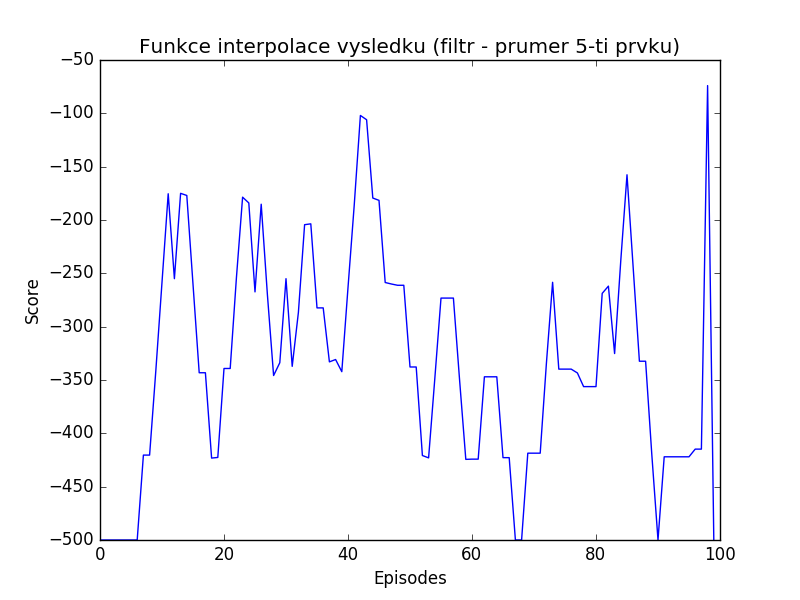 Funkce interpolace vysledku (filtr - prumer 5-ti prvku)
−50
−100
−150
−200
−250
−300
−350
−400
−450
−500
Score
0 20 40 60 80 100
Episodes